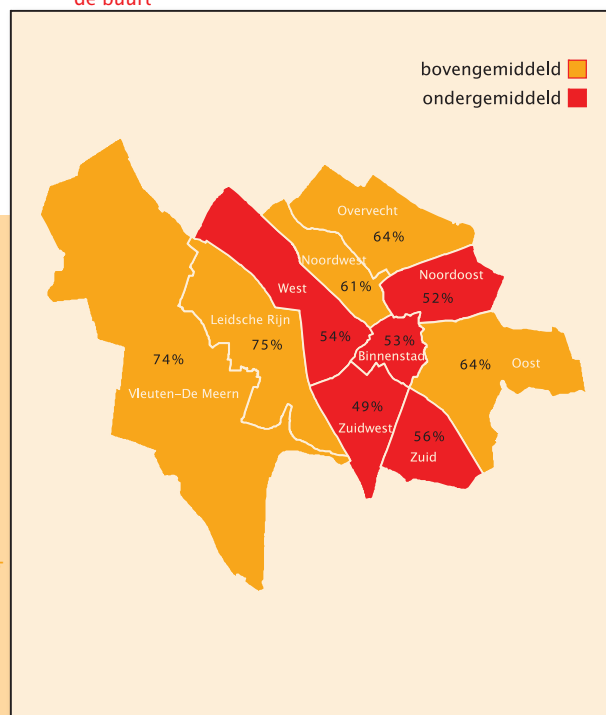 de buurt
bovengemiddeld
ondergemiddeld
Overvecht
64%
Noordwest
61%
Noordoost
52%
West
54%
Leidsche Rijn
75%
53%
Binnenstad
74%
Vleuten–De Meern
64%
Oost
49%
Zuidwest
56%
Zuid